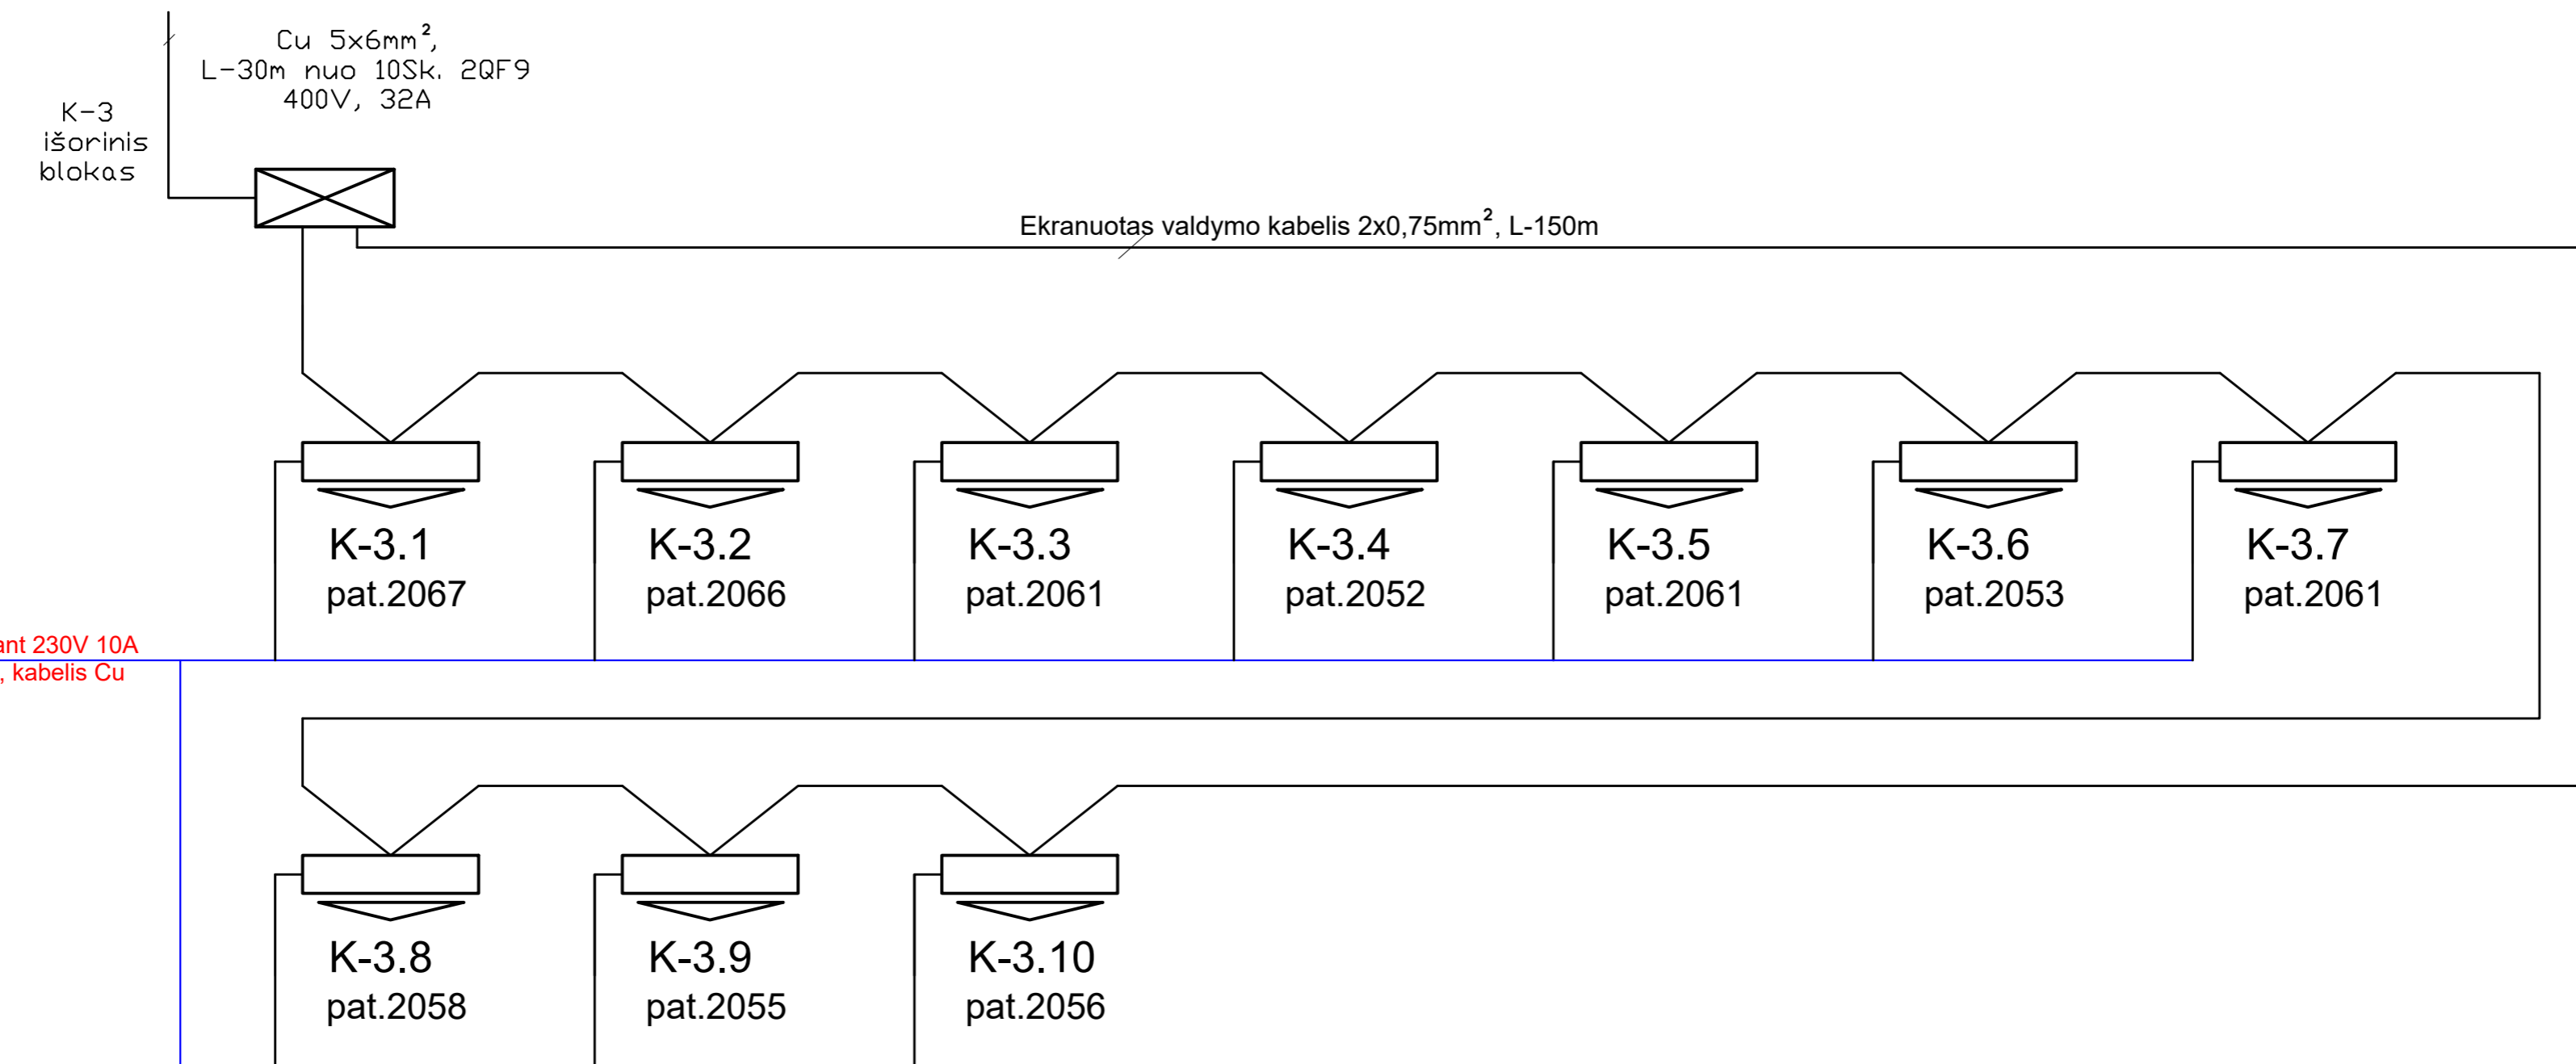 Cu 5x6mm²,
L-30m nuo 10Sk. 2QF9
400V, 32A
K-3
išorinis
blokas
Ekranuotas valdymo kabelis 2x0,75mm², L-150m
K-3.1
pat.2067
K-3.2
pat.2066
K-3.3
pat.2061
K-3.4
pat.2052
K-3.5
pat.2061
K-3.6
pat.2053
K-3.7
pat.2061
230V 10A
, kabelis Cu
K-3.8
pat.2058
K-3.9
pat.2055
K-3.10
pat.2056